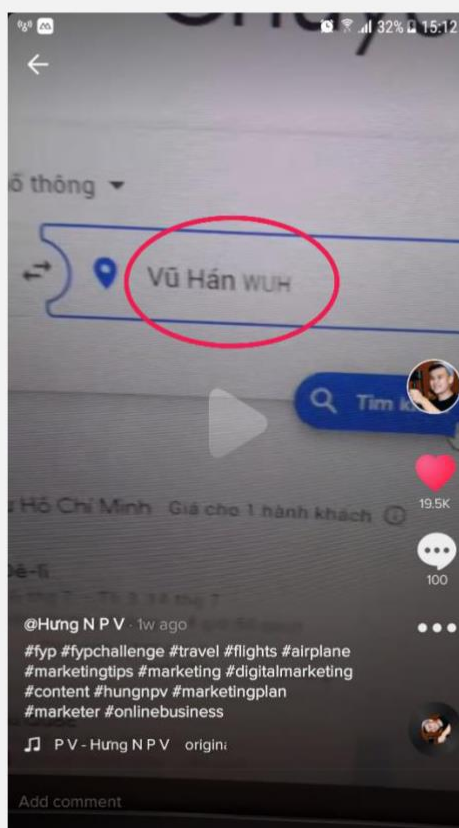 Chuyế
32% 15:12
ổ thông
Vũ Hán WUH
Tìm k
Hồ Chí Minh Giá cho 1 hành khách
19.5K
100
@Hưng N P V · 1w ago
#fyp #fypchallenge #travel #flights #airplane
#marketingtips #marketing #digitalmarketing
#content #hungnpv #marketingplan
#marketer #onlinebusiness
P V - Hưng N P V origina
Add comment